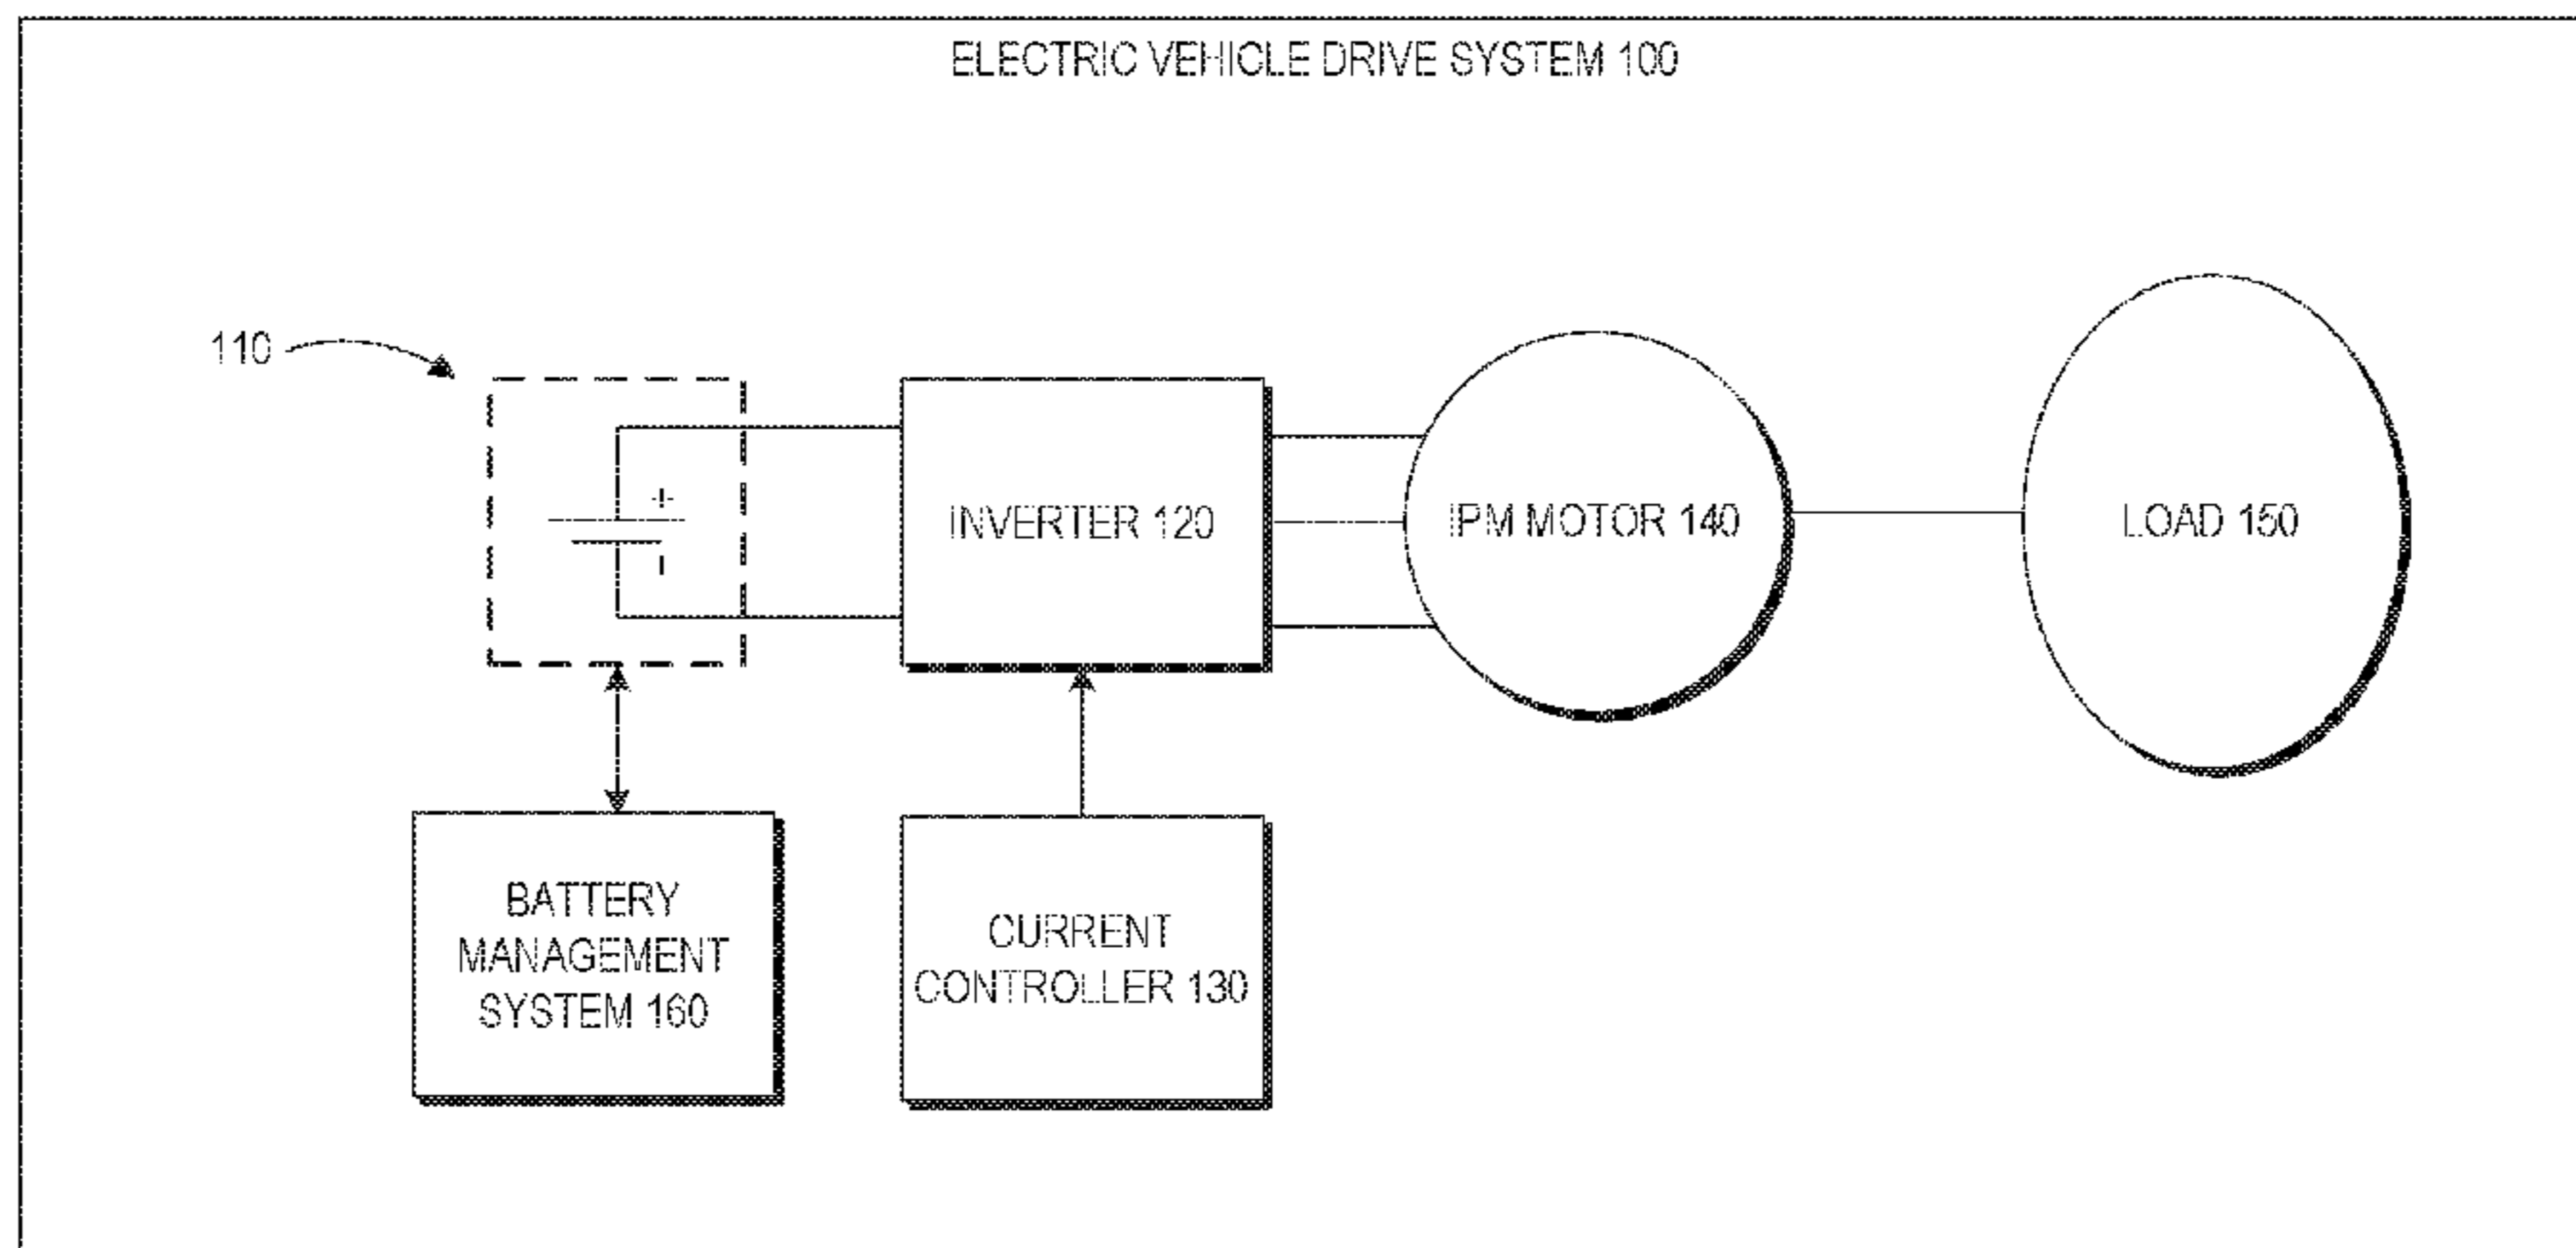 ELECTRIC VEHICLE DRIVE SYSTEM 100
110
+
-
INVERTER 120
IPM MOTOR 140
LOAD 150
BATTERY
MANAGEMENT
SYSTEM 160
CURRENT
CONTROLLER 130